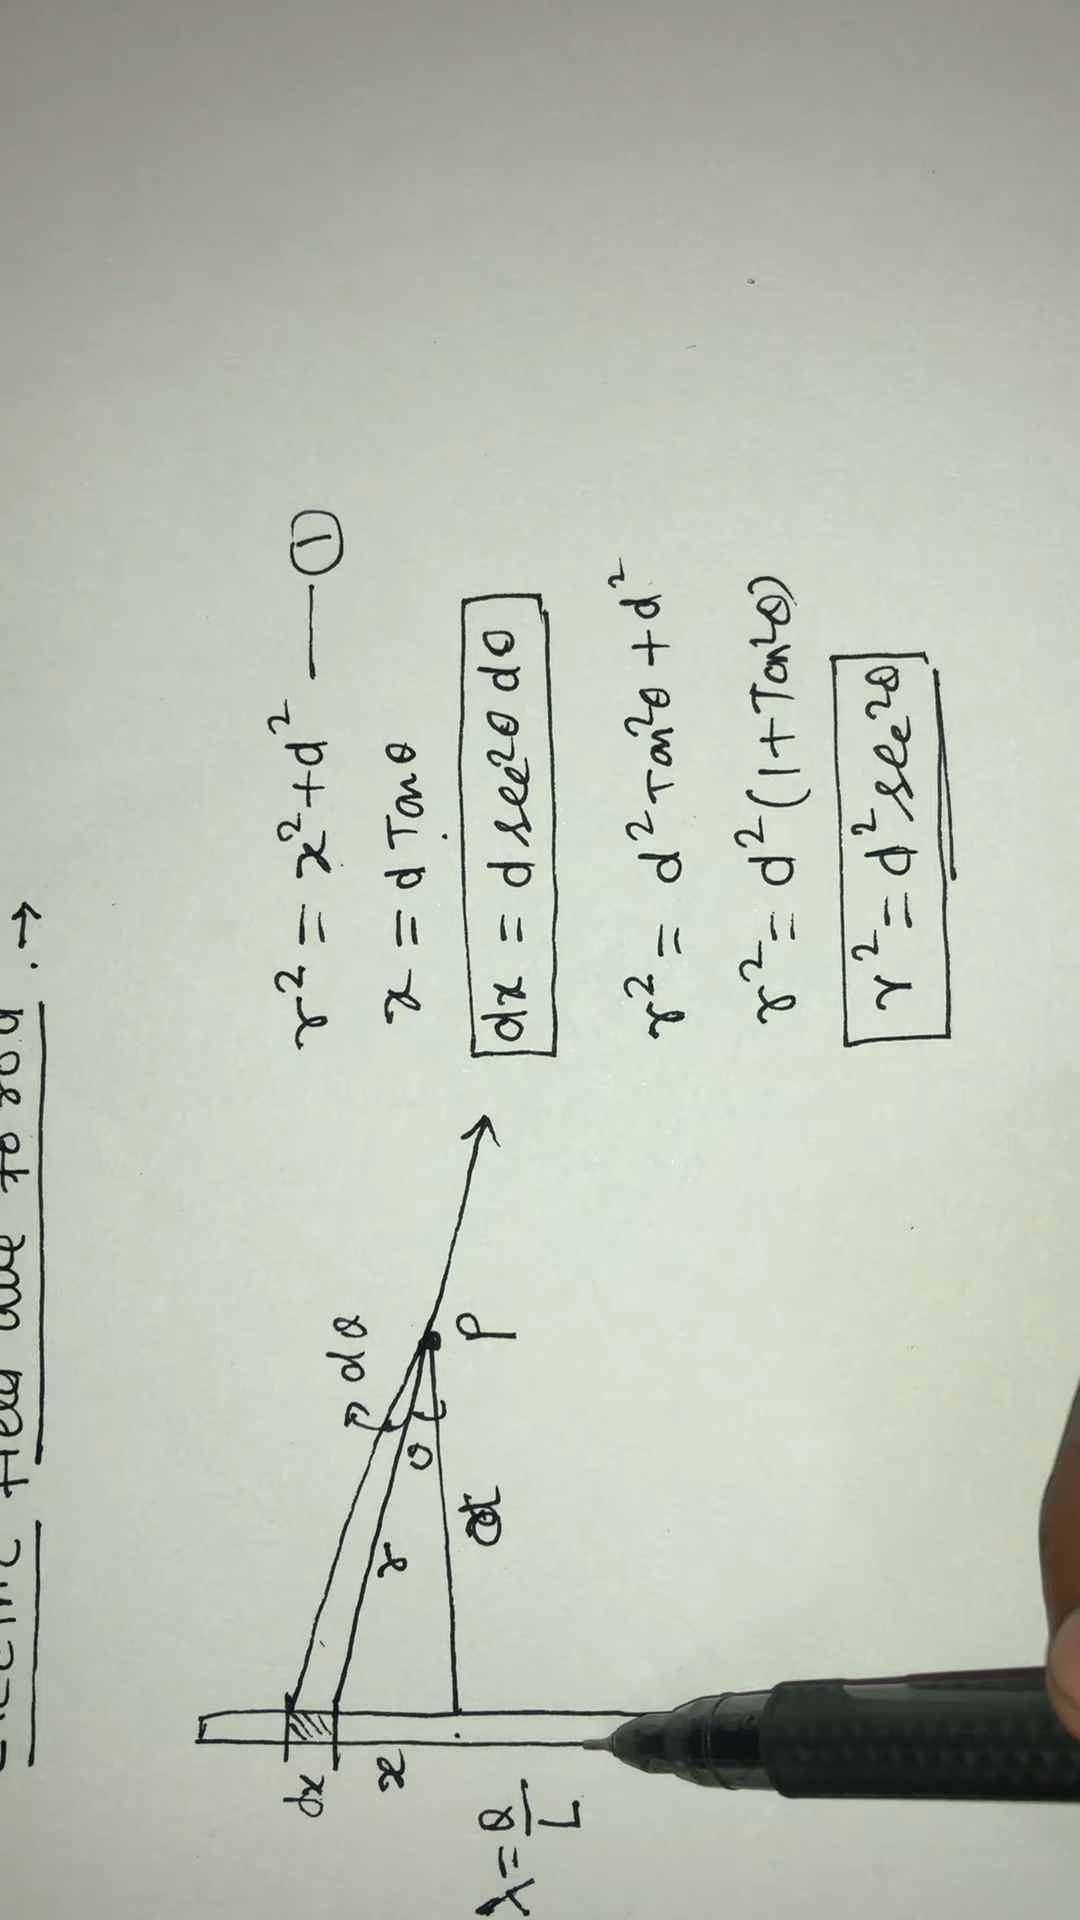 Electric Field due to rod . →
r² = x² + d² —— ①
x = d Tanθ
dx = d sec²θ dθ
r² = d² Tan²θ + d²
r² = d² (1 + Tan²θ)
r² = d² sec²θ
dθ
P
θ
r
d
dx
x
λ = Q/L